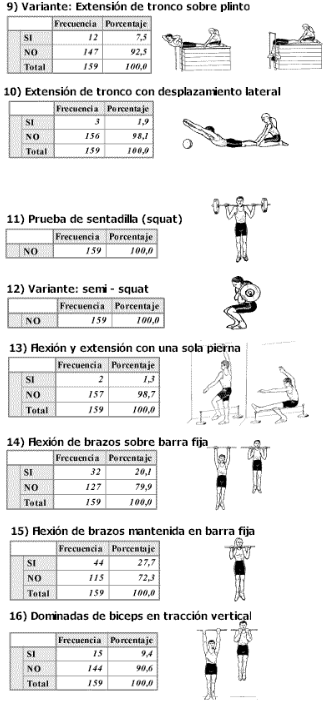 9) Variante: Extensión de tronco sobre plinto
Frecuencia Porcentaje
SI 12 7,5
NO 147 92,5
Total 159 100,0
10) Extensión de tronco con desplazamiento lateral
Frecuencia Porcentaje
SI 3 1,9
NO 156 98,1
Total 159 100,0
11) Prueba de sentadilla (squat)
Frecuencia Porcentaje
NO 159 100,0
12) Variante: semi - squat
Frecuencia Porcentaje
NO 159 100,0
13) Flexión y extensión con una sola pierna
Frecuencia Porcentaje
SI 2 1,3
NO 157 98,7
Total 159 100,0
14) Flexión de brazos sobre barra fija
Frecuencia Porcentaje
SI 32 20,1
NO 127 79,9
Total 159 100,0
15) Flexión de brazos mantenida en barra fija
Frecuencia Porcentaje
SI 44 27,7
NO 115 72,3
Total 159 100,0
16) Dominadas de biceps en tracción vertical
Frecuencia Porcentaje
SI 15 9,4
NO 144 90,6
Total 159 100,0